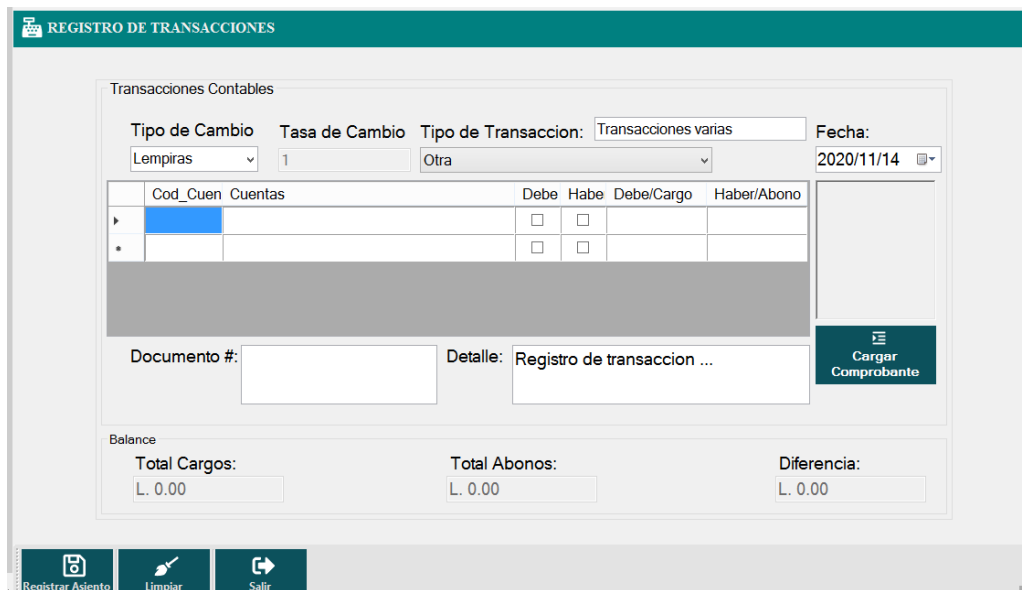 REGISTRO DE TRANSACCIONES
Transacciones Contables
Tipo de Cambio
Tasa de Cambio
Tipo de Transaccion:
Transacciones varias
Fecha:
Lempiras
1
Otra
2020/11/14
Cod_Cuen Cuentas Debe Habe Debe/Cargo Haber/Abono
Documento #:
Detalle:
Registro de transaccion ...
Cargar
Comprobante
Balance
Total Cargos:
Total Abonos:
Diferencia:
L. 0.00
L. 0.00
L. 0.00
Registrar Asiento
Limpiar
Salir